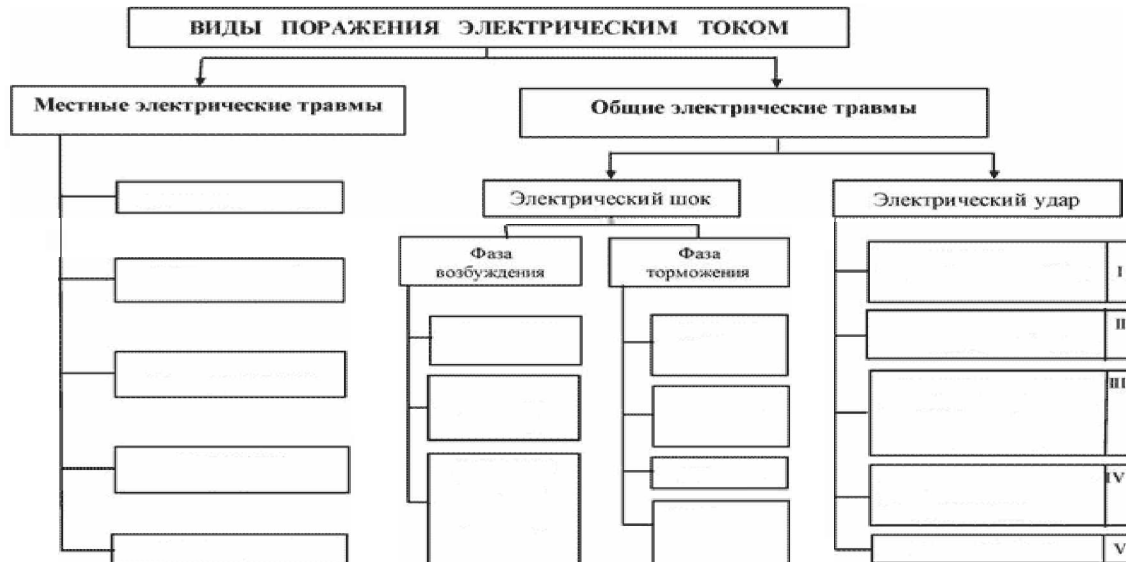 ВИДЫ ПОРАЖЕНИЯ ЭЛЕКТРИЧЕСКИМ ТОКОМ
Местные электрические травмы
Общие электрические травмы
Электрический шок
Электрический удар
Фаза
возбуждения
Фаза
торможения
I
II
III
IV
V